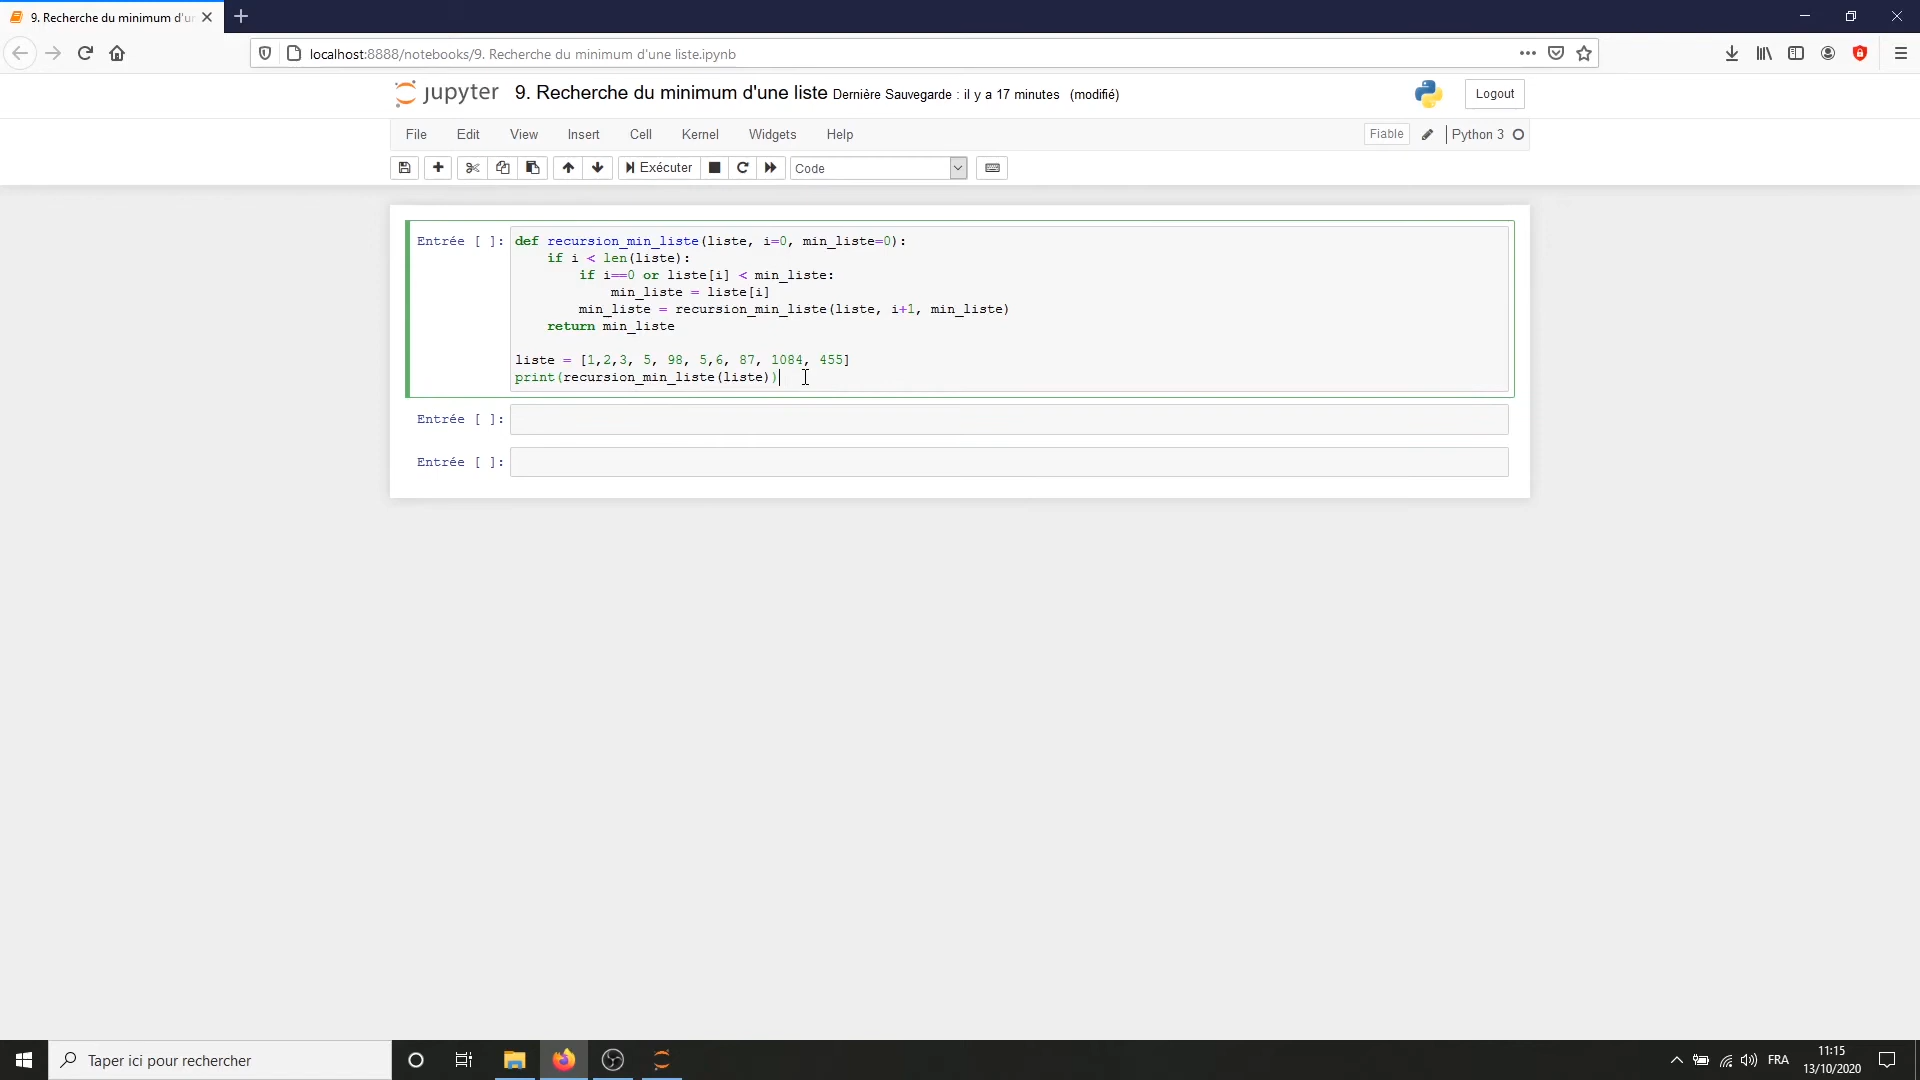 9. Recherche du minimum d'un
localhost:8888/notebooks/9. Recherche du minimum d'une liste.ipynb
jupyter 9. Recherche du minimum d'une liste Dernière Sauvegarde : il y a 17 minutes (modifié)
Logout
File Edit View Insert Cell Kernel Widgets Help
Fiable
Python 3
Exécuter
Code
Entrée [ ]:
def recursion_min_liste(liste, i=0, min_liste=0):
    if i < len(liste):
        if i==0 or liste[i] < min_liste:
            min_liste = liste[i]
        min_liste = recursion_min_liste(liste, i+1, min_liste)
    return min_liste
liste = [1,2,3, 5, 98, 5,6, 87, 1084, 455]
print(recursion_min_liste(liste))
Entrée [ ]:
Entrée [ ]:
Taper ici pour rechercher
FRA
11:15
13/10/2020